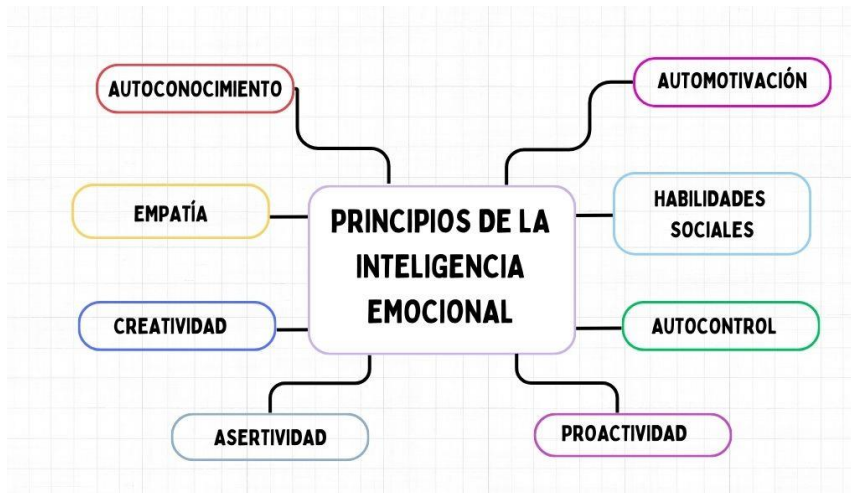 AUTOCONOCIMIENTO
AUTOMOTIVACIÓN
EMPATÍA
PRINCIPIOS DE LA
INTELIGENCIA
EMOCIONAL
HABILIDADES
SOCIALES
CREATIVIDAD
AUTOCONTROL
ASERTIVIDAD
PROACTIVIDAD